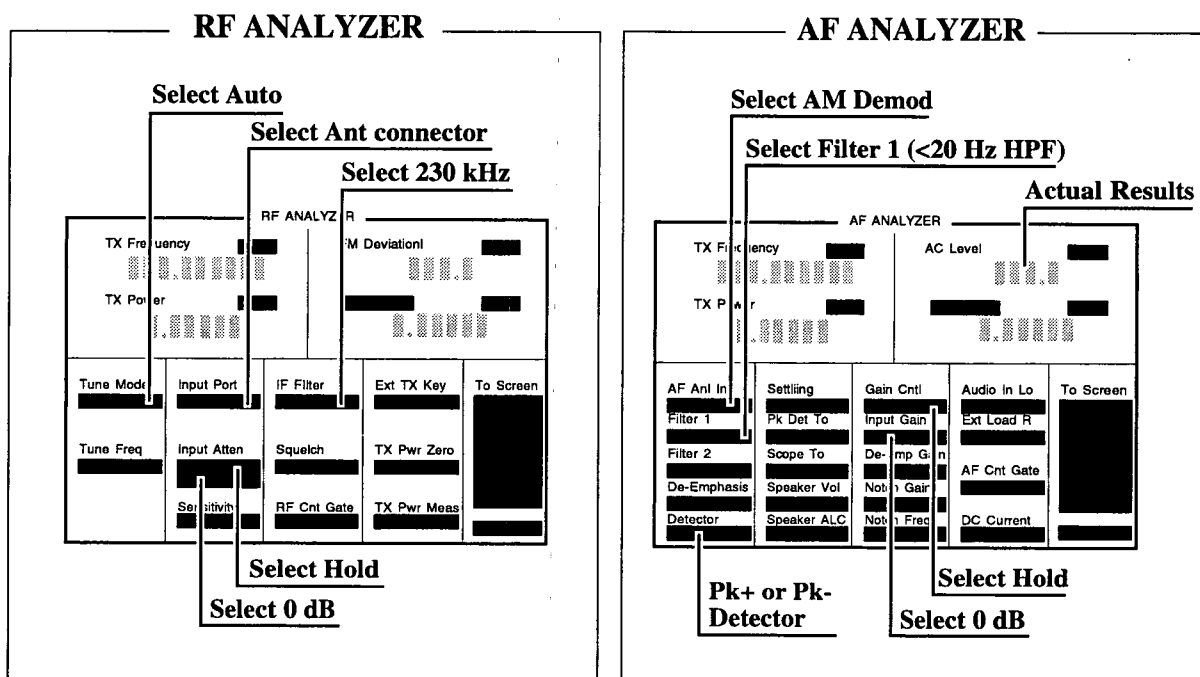 RF ANALYZER
Select Auto
Select Ant connector
Select 230 kHz
RF ANALYZER
TX Frequency
FM Deviationl
TX Power
Tune Mode
Input Port
IF Filter
Ext TX Key
To Screen
Tune Freq
Input Atten
Squelch
TX Pwr Zero
Sensitivity
RF Cnt Gate
TX Pwr Meas
Select Hold
Select 0 dB
AF ANALYZER
Select AM Demod
Select Filter 1 (<20 Hz HPF)
Actual Results
AF ANALYZER
TX Frequency
AC Level
TX Power
AF Anl In
Settliing
Gain Cntl
Audio In Lo
To Screen
Filter 1
Pk Det To
Input Gain
Ext Load R
Filter 2
Scope To
De-Emp Gain
AF Cnt Gate
De-Emphasis
Speaker Vol
Notch Gain
Detector
Speaker ALC
Notch Freq
DC Current
Select Hold
Pk+ or Pk-
Detector
Select 0 dB